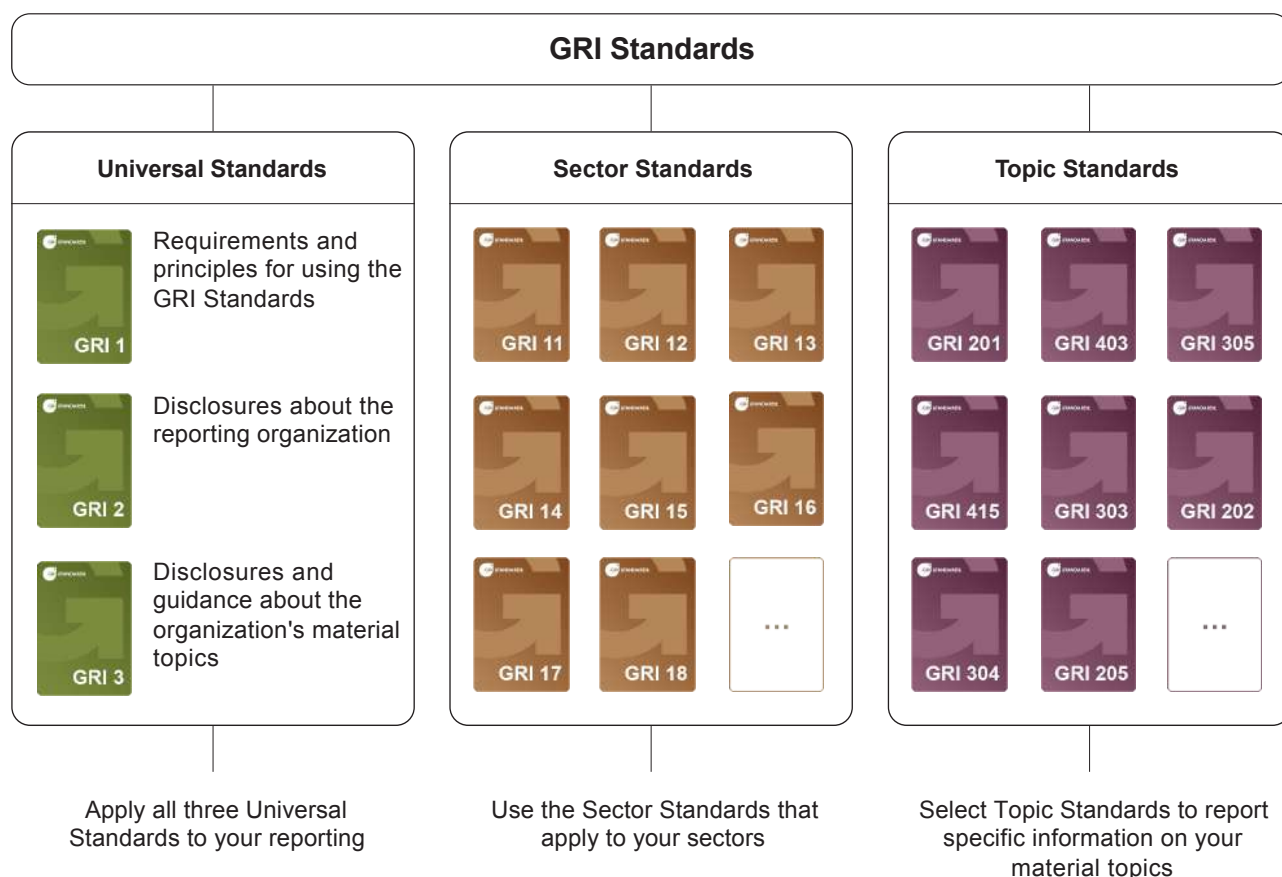 GRI Standards
Universal Standards
GRI 1
Requirements and
principles for using the
GRI Standards
GRI 2
Disclosures about the
reporting organization
GRI 3
Disclosures and
guidance about the
organization's material
topics
Apply all three Universal
Standards to your reporting
Sector Standards
GRI 11
GRI 12
GRI 13
GRI 14
GRI 15
GRI 16
GRI 17
GRI 18
...
Use the Sector Standards that
apply to your sectors
Topic Standards
GRI 201
GRI 403
GRI 305
GRI 415
GRI 303
GRI 202
GRI 304
GRI 205
...
Select Topic Standards to report
specific information on your
material topics